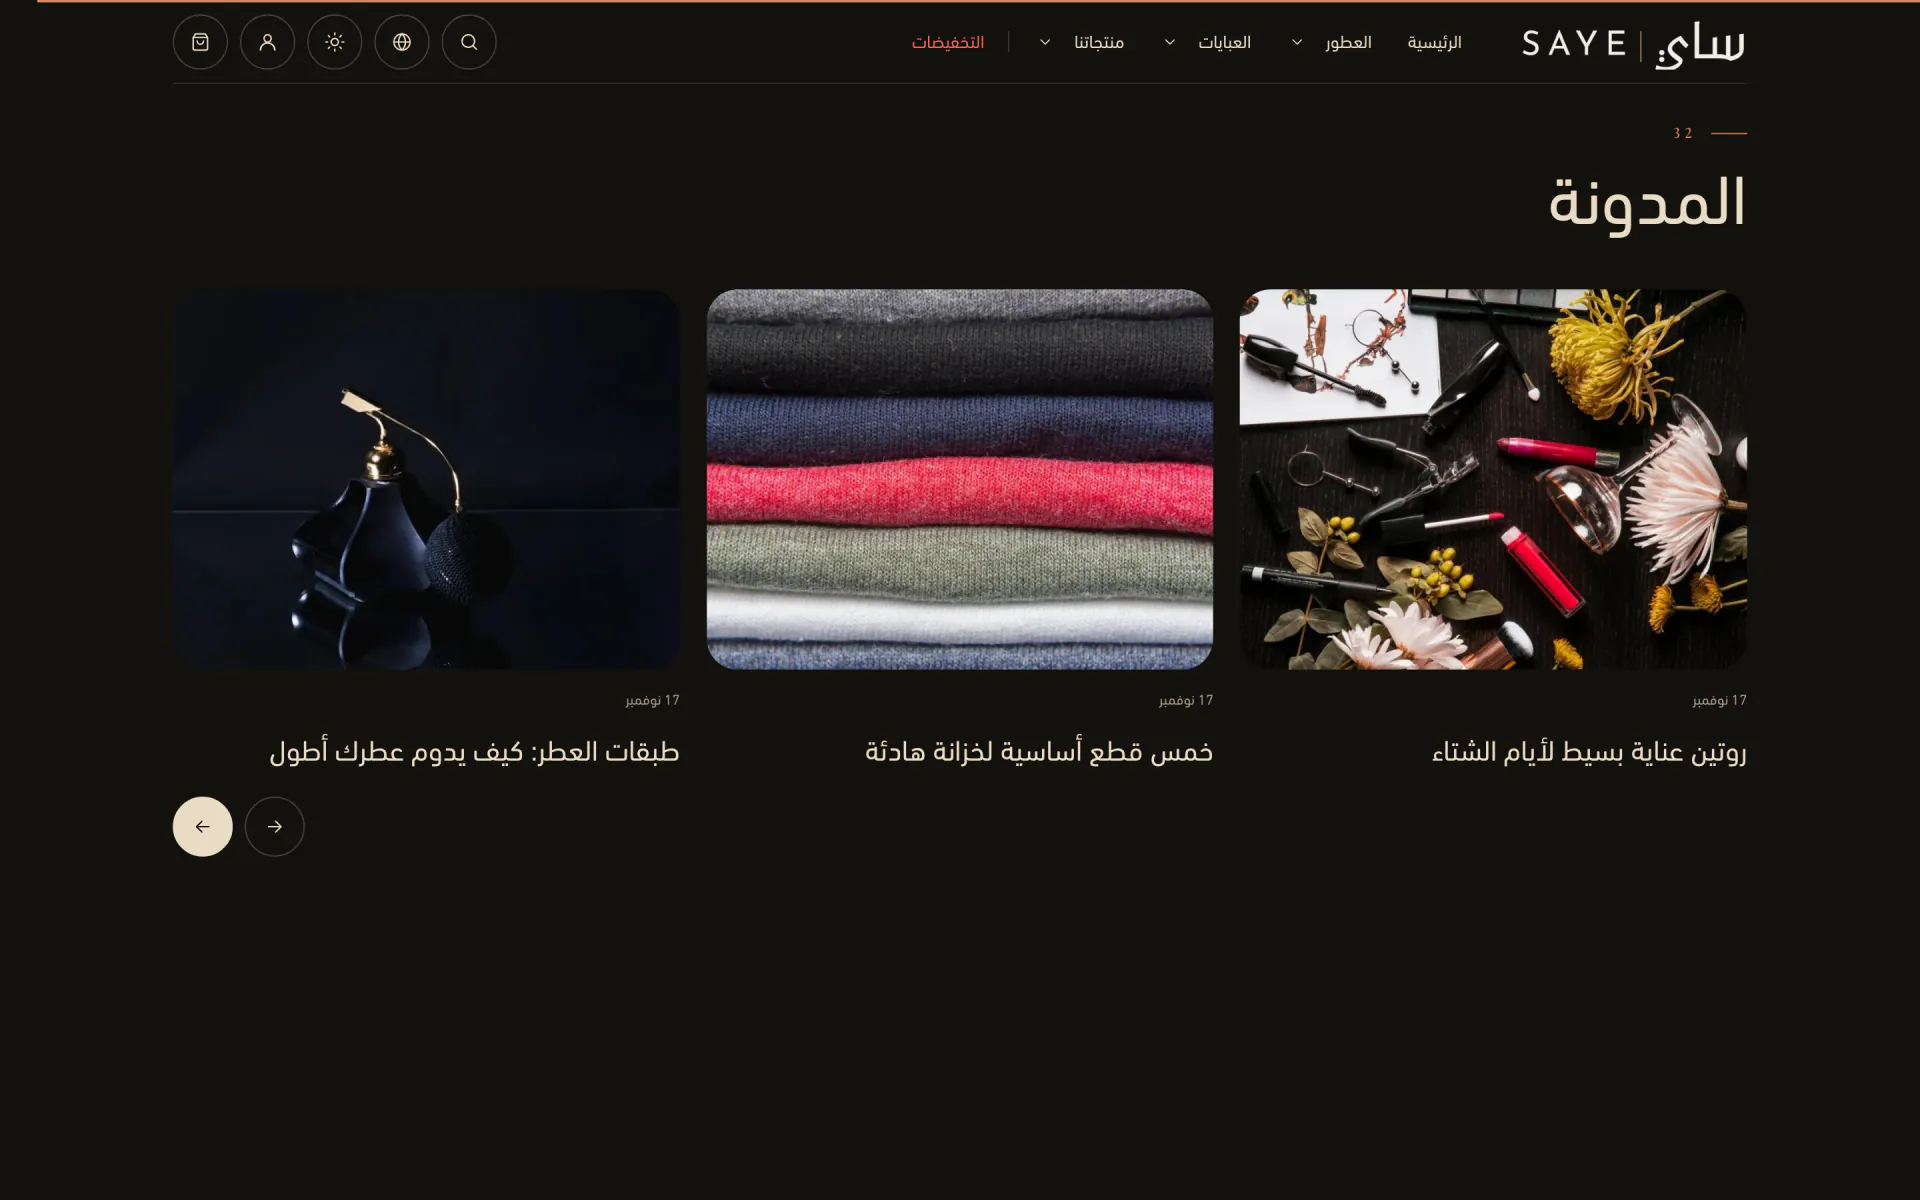 ساي | SAYE
الرئيسية
العطور
العبايات
منتجاتنا
التخفيضات
32
المدونة
17 نوفمبر
روتين عناية بسيط لأيام الشتاء
17 نوفمبر
خمس قطع أساسية لخزانة هادئة
17 نوفمبر
طبقات العطر: كيف يدوم عطرك أطول